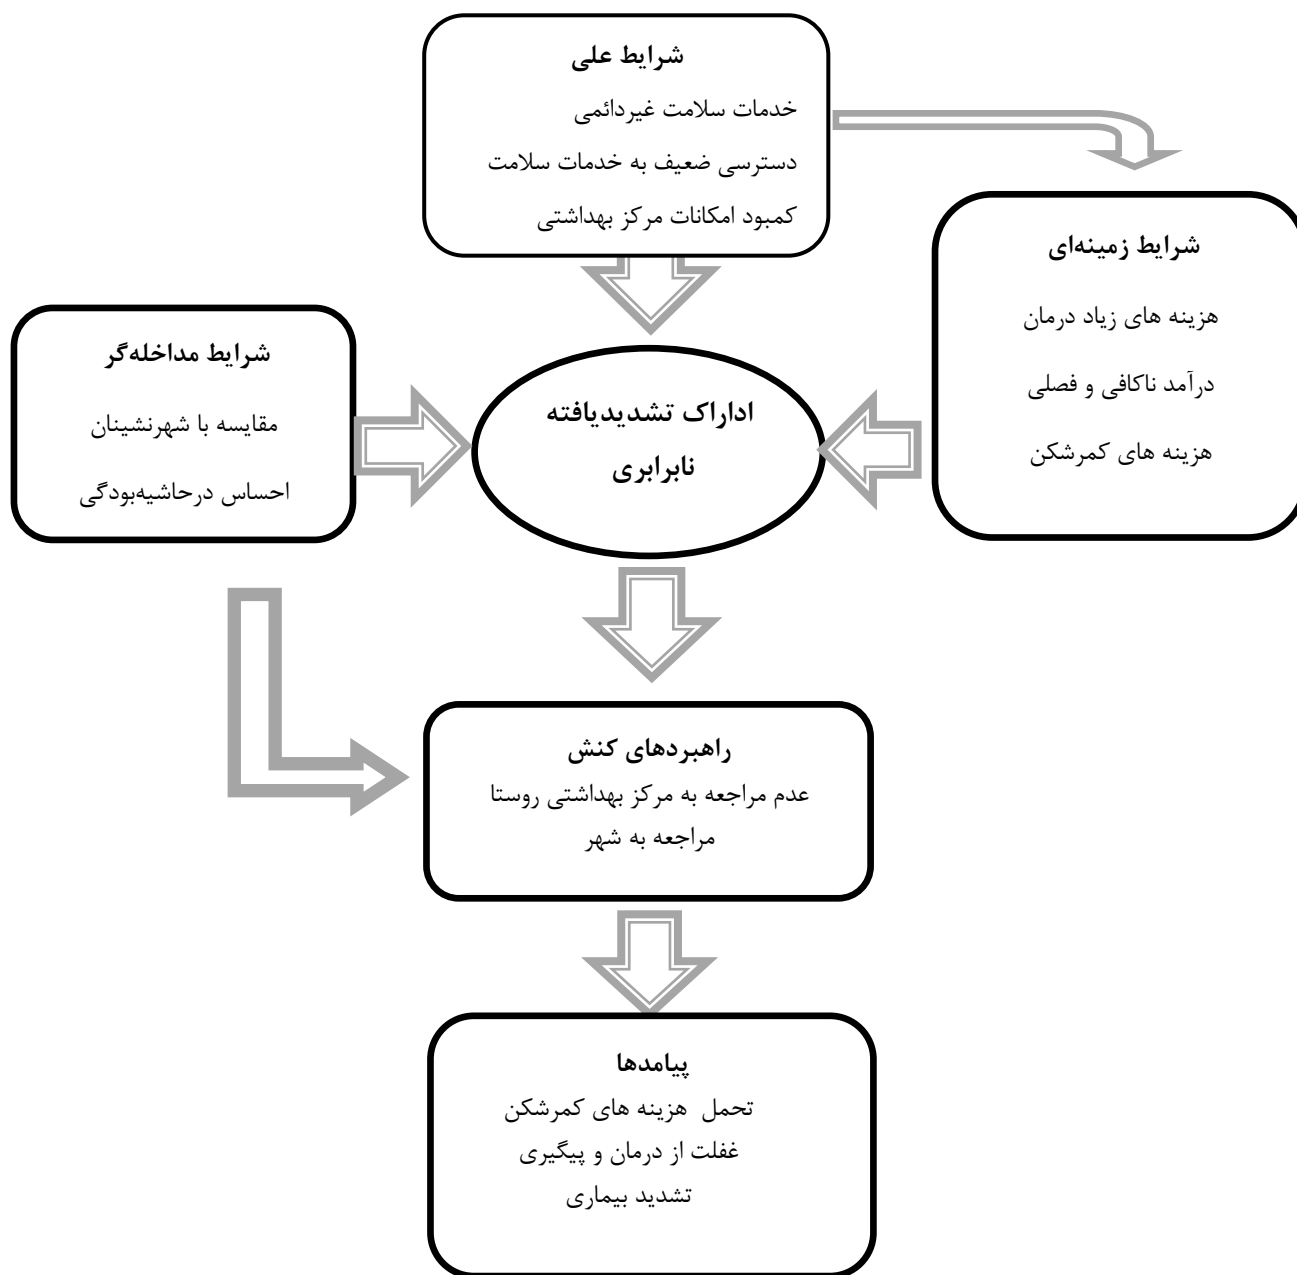 شرایط علی
خدمات سلامت غیردائمی
دسترسی ضعیف به خدمات سلامت
کمبود امکانات مرکز بهداشتی
شرایط زمینه‌ای
هزینه های زیاد درمان
درآمد ناکافی و فصلی
هزینه های کمرشکن
شرایط مداخله‌گر
مقایسه با شهرنشینان
احساس درحاشیه‌بودگی
اداراک تشدیدیافته
نابرابری
راهبردهای کنش
عدم مراجعه به مرکز بهداشتی روستا
مراجعه به شهر
پیامدها
تحمل هزینه های کمرشکن
غفلت از درمان و پیگیری
تشدید بیماری